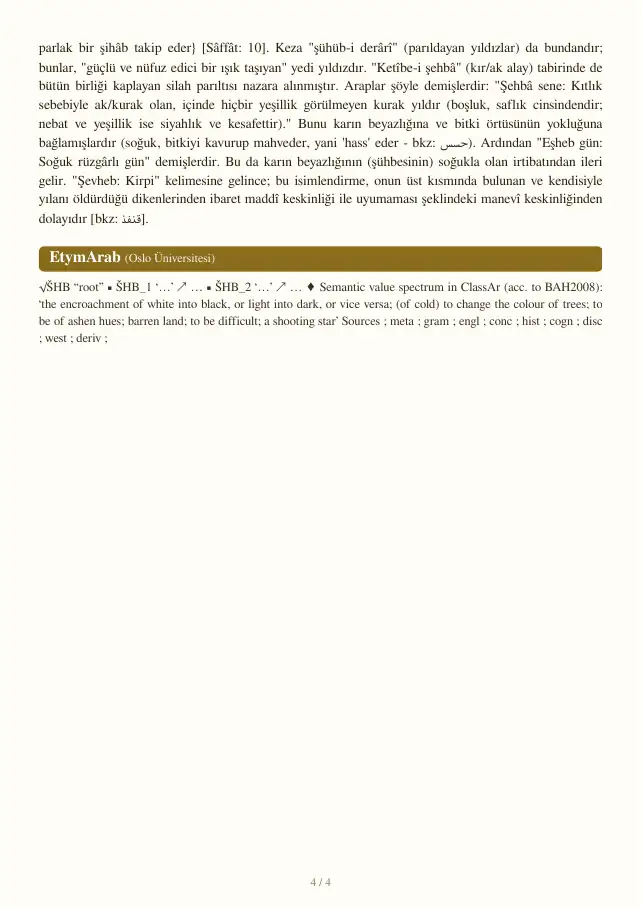 parlak bir şihâb takip eder} [Sâffât: 10]. Keza "şühüb-i derârî" (parıldayan yıldızlar) da bundandır;
bunlar, "güçlü ve nüfuz edici bir ışık taşıyan" yedi yıldızdır. "Ketîbe-i şehbâ" (kır/ak alay) tabirinde de
bütün birliği kaplayan silah parıltısı nazara alınmıştır. Araplar şöyle demişlerdir: "Şehbâ sene: Kıtlık
sebebiyle ak/kurak olan, içinde hiçbir yeşillik görülmeyen kurak yıldır (boşluk, saflık cinsindendir;
nebat ve yeşillik ise siyahlık ve kesafettir)." Bunu karın beyazlığına ve bitki örtüsünün yokluğuna
bağlamışlardır (soğuk, bitkiyi kavurup mahveder, yani 'hass' eder - bkz: حسس). Ardından "Eşheb gün:
Soğuk rüzgârlı gün" demişlerdir. Bu da karın beyazlığının (şühbesinin) soğukla olan irtibatından ileri
gelir. "Şevheb: Kirpi" kelimesine gelince; bu isimlendirme, onun üst kısmında bulunan ve kendisiyle
yılanı öldürdüğü dikenlerinden ibaret maddî keskinliği ile uyumaması şeklindeki manevî keskinliğinden
dolayıdır [bkz: قنفذ].
EtymArab (Oslo Üniversitesi)
√ŠHB “root” ▪ ŠHB_1 ‘…’ ↗ … ▪ ŠHB_2 ‘…’ ↗ … ♦ Semantic value spectrum in ClassAr (acc. to BAH2008):
‘the encroachment of white into black, or light into dark, or vice versa; (of cold) to change the colour of trees; to
be of ashen hues; barren land; to be difficult; a shooting star’ Sources ; meta ; gram ; engl ; conc ; hist ; cogn ; disc
; west ; deriv ;
4 / 4